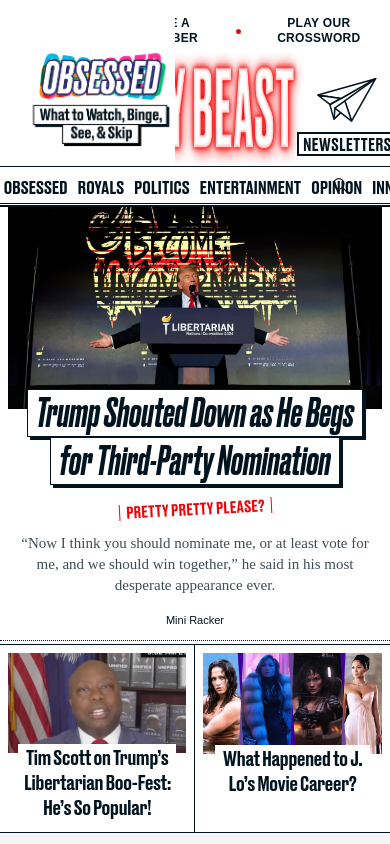 E A
BER
PLAY OUR
CROSSWORD
OBSESSED
What to Watch, Binge,
See, & Skip
Y BEAST
NEWSLETTERS
OBSESSED ROYALS POLITICS ENTERTAINMENT OPINION INN
BECOME
UNGOVERNABLE
LIBERTARIAN
National Convention 2024
Trump Shouted Down as He Begs
for Third-Party Nomination
PRETTY PRETTY PLEASE?
“Now I think you should nominate me, or at least vote for
me, and we should win together,” he said in his most
desperate appearance ever.
Mini Racker
Tim Scott on Trump’s
Libertarian Boo-Fest:
He’s So Popular!
What Happened to J.
Lo’s Movie Career?